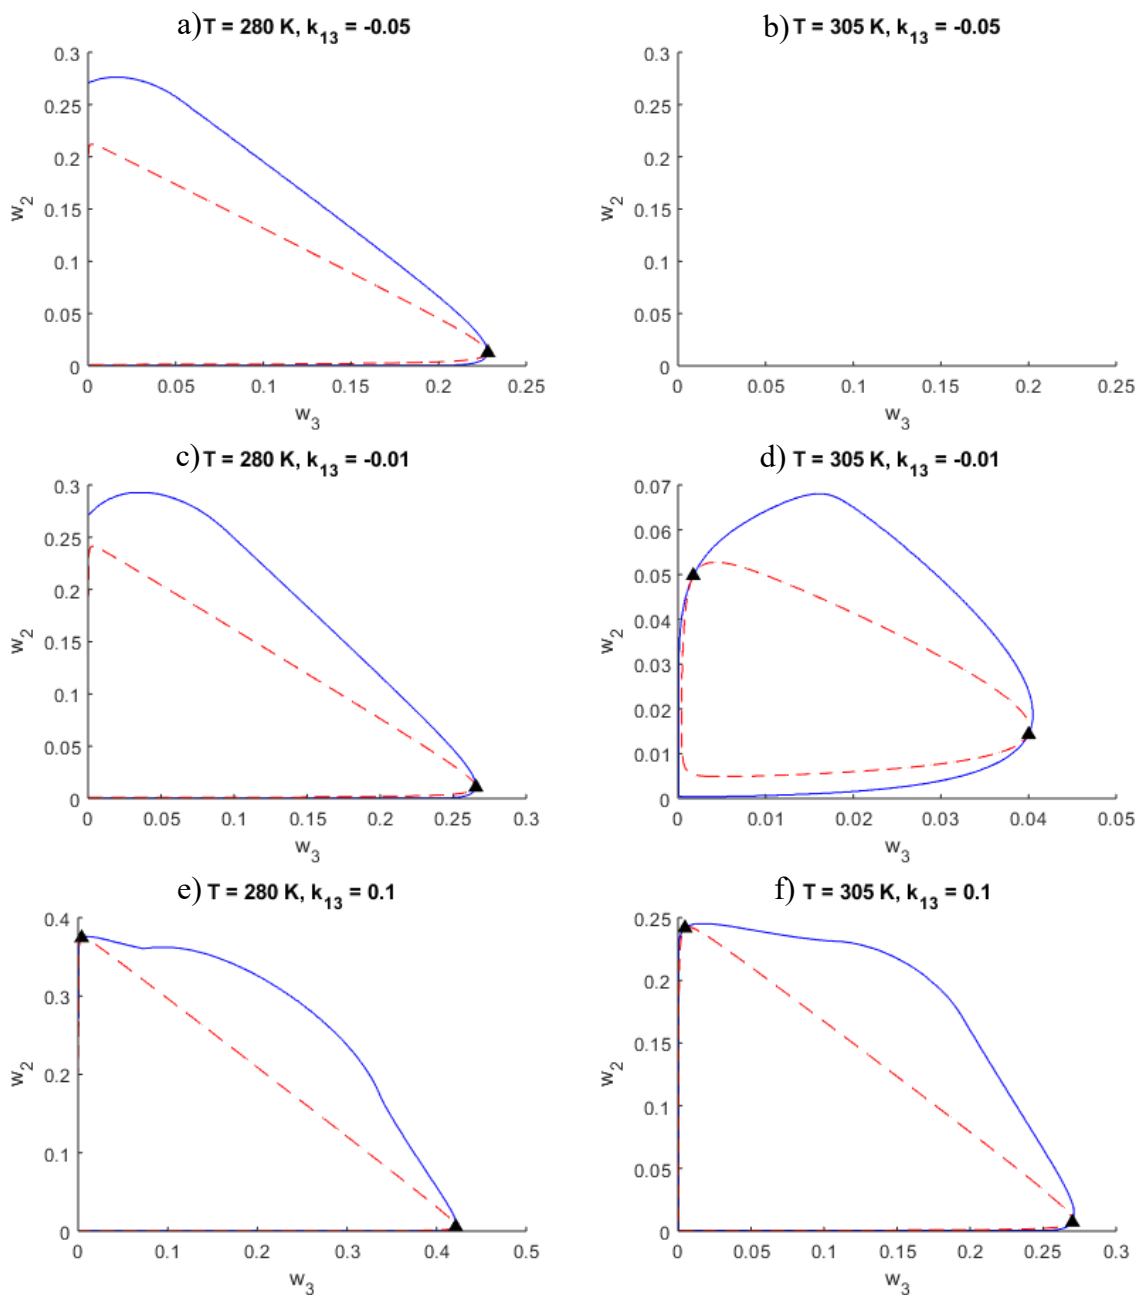 a) T = 280 K, k13 = -0.05
0.3
0.25
0.2
0.15
0.1
0.05
0
w2
0 0.05 0.1 0.15 0.2 0.25
w3
b) T = 305 K, k13 = -0.05
0.3
0.25
0.2
0.15
0.1
0.05
0
w2
0 0.05 0.1 0.15 0.2 0.25
w3
c) T = 280 K, k13 = -0.01
0.3
0.25
0.2
0.15
0.1
0.05
0
w2
0 0.05 0.1 0.15 0.2 0.25 0.3
w3
d) T = 305 K, k13 = -0.01
0.07
0.06
0.05
0.04
0.03
0.02
0.01
0
w2
0 0.01 0.02 0.03 0.04 0.05
w3
e) T = 280 K, k13 = 0.1
0.4
0.3
0.2
0.1
0
w2
0 0.1 0.2 0.3 0.4 0.5
w3
f) T = 305 K, k13 = 0.1
0.25
0.2
0.15
0.1
0.05
0
w2
0 0.05 0.1 0.15 0.2 0.25 0.3
w3